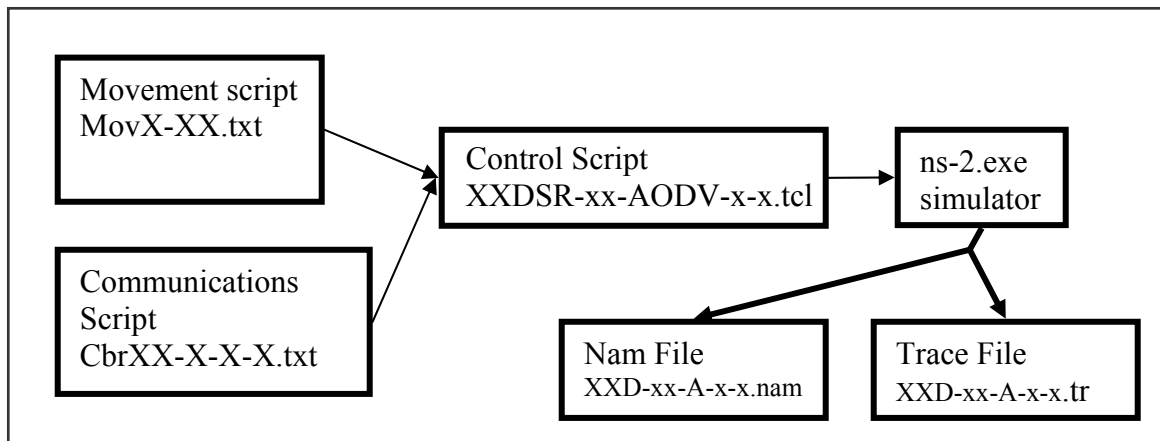 Movement script
MovX-XX.txt
Communications
Script
CbrXX-X-X-X.txt
Control Script
XXDSR-xx-AODV-x-x.tcl
ns-2.exe
simulator
Nam File
XXD-xx-A-x-x.nam
Trace File
XXD-xx-A-x-x.tr